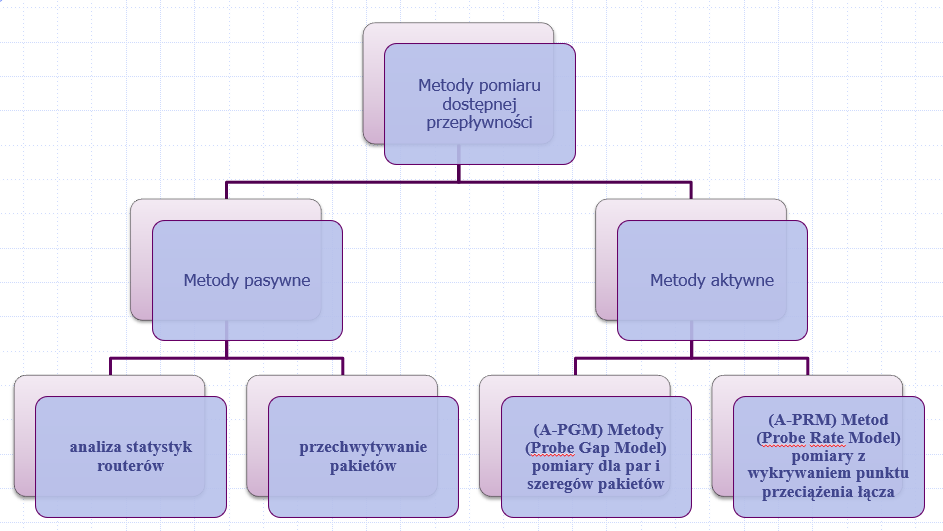 Metody pomiaru
dostępnej
przepływności
Metody pasywne
Metody aktywne
analiza statystyk
routerów
przechwytywanie
pakietów
(A-PGM) Metody
(Probe Gap Model)
pomiary dla par i
szeregów pakietów
(A-PRM) Metod
(Probe Rate Model)
pomiary z
wykrywaniem punktu
przeciążenia łącza